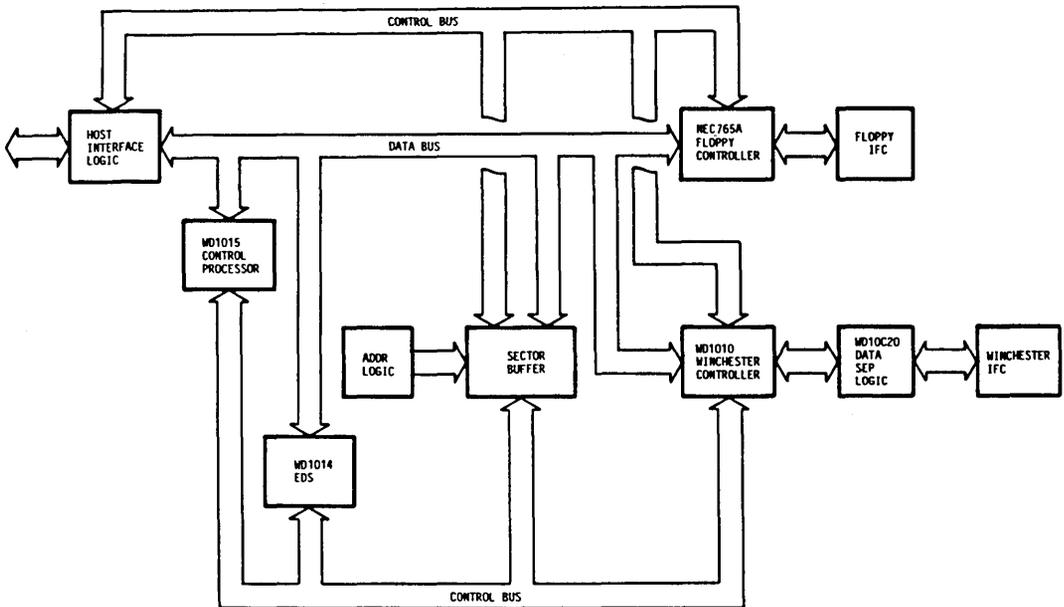 CONTROL BUS
HOST
INTERFACE
LOGIC
DATA BUS
NEC765A
FLOPPY
CONTROLLER
FLOPPY
IFC
WD1015
CONTROL
PROCESSOR
ADDR
LOGIC
SECTOR
BUFFER
WD1010
WINCHESTER
CONTROLLER
WD10C20
DATA
SEP
LOGIC
WINCHESTER
IFC
WD1014
EDS
CONTROL BUS